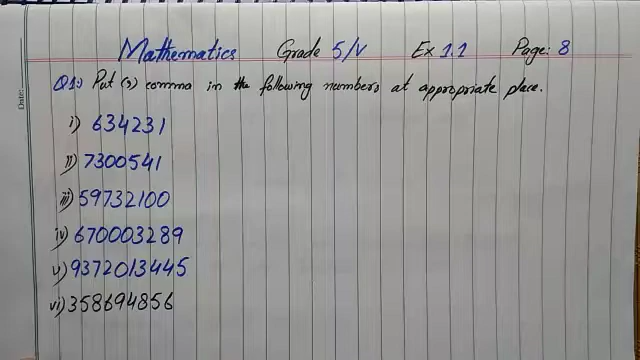 Mathematics Grade 5/V Ex 1.1 Page: 8
Date:
Q1:) Put (,) comma in the following numbers at appropriate place.
i) 634231
ii) 7300541
iii) 59732100
iv) 670003289
v) 9372013445
vi) 358694856